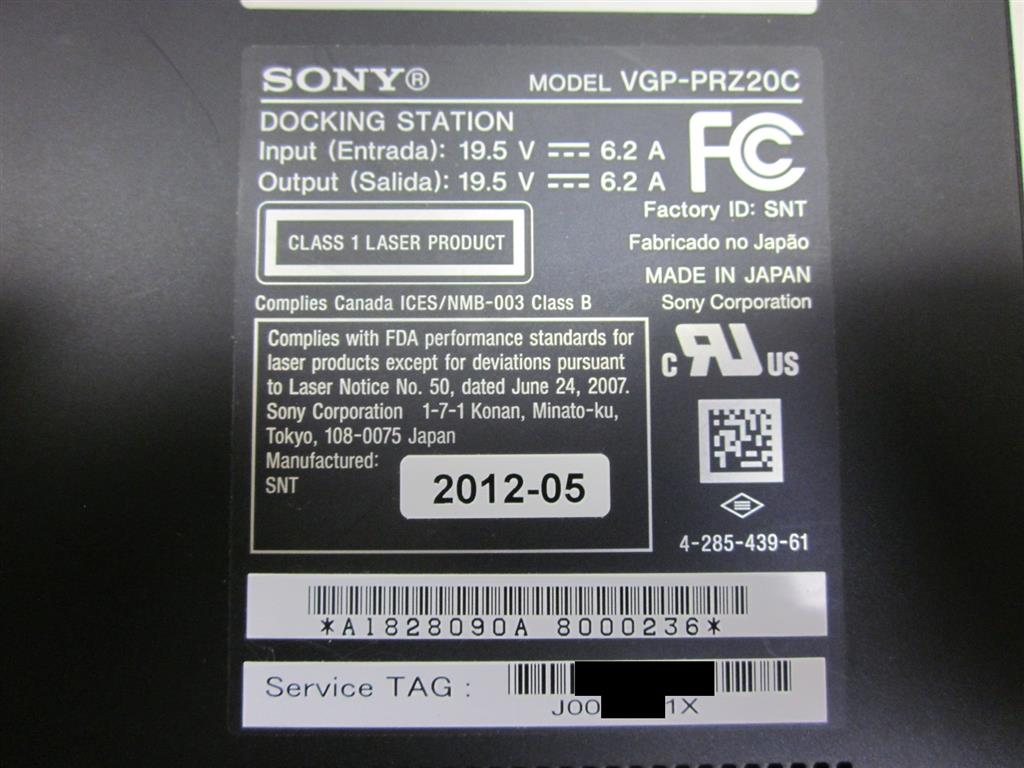 SONY® MODEL VGP-PRZ20C
DOCKING STATION
Input (Entrada): 19.5 V 6.2 A
Output (Salida): 19.5 V 6.2 A
FC
Factory ID: SNT
CLASS 1 LASER PRODUCT
Fabricado no Japão
MADE IN JAPAN
Complies Canada ICES/NMB-003 Class B
Sony Corporation
Complies with FDA performance standards for
laser products except for deviations pursuant
to Laser Notice No. 50, dated June 24, 2007.
Sony Corporation 1-7-1 Konan, Minato-ku,
Tokyo, 108-0075 Japan
Manufactured:
SNT
2012-05
C RU US
4-285-439-61
*A1828090A 8000236*
Service TAG :
J00 1X